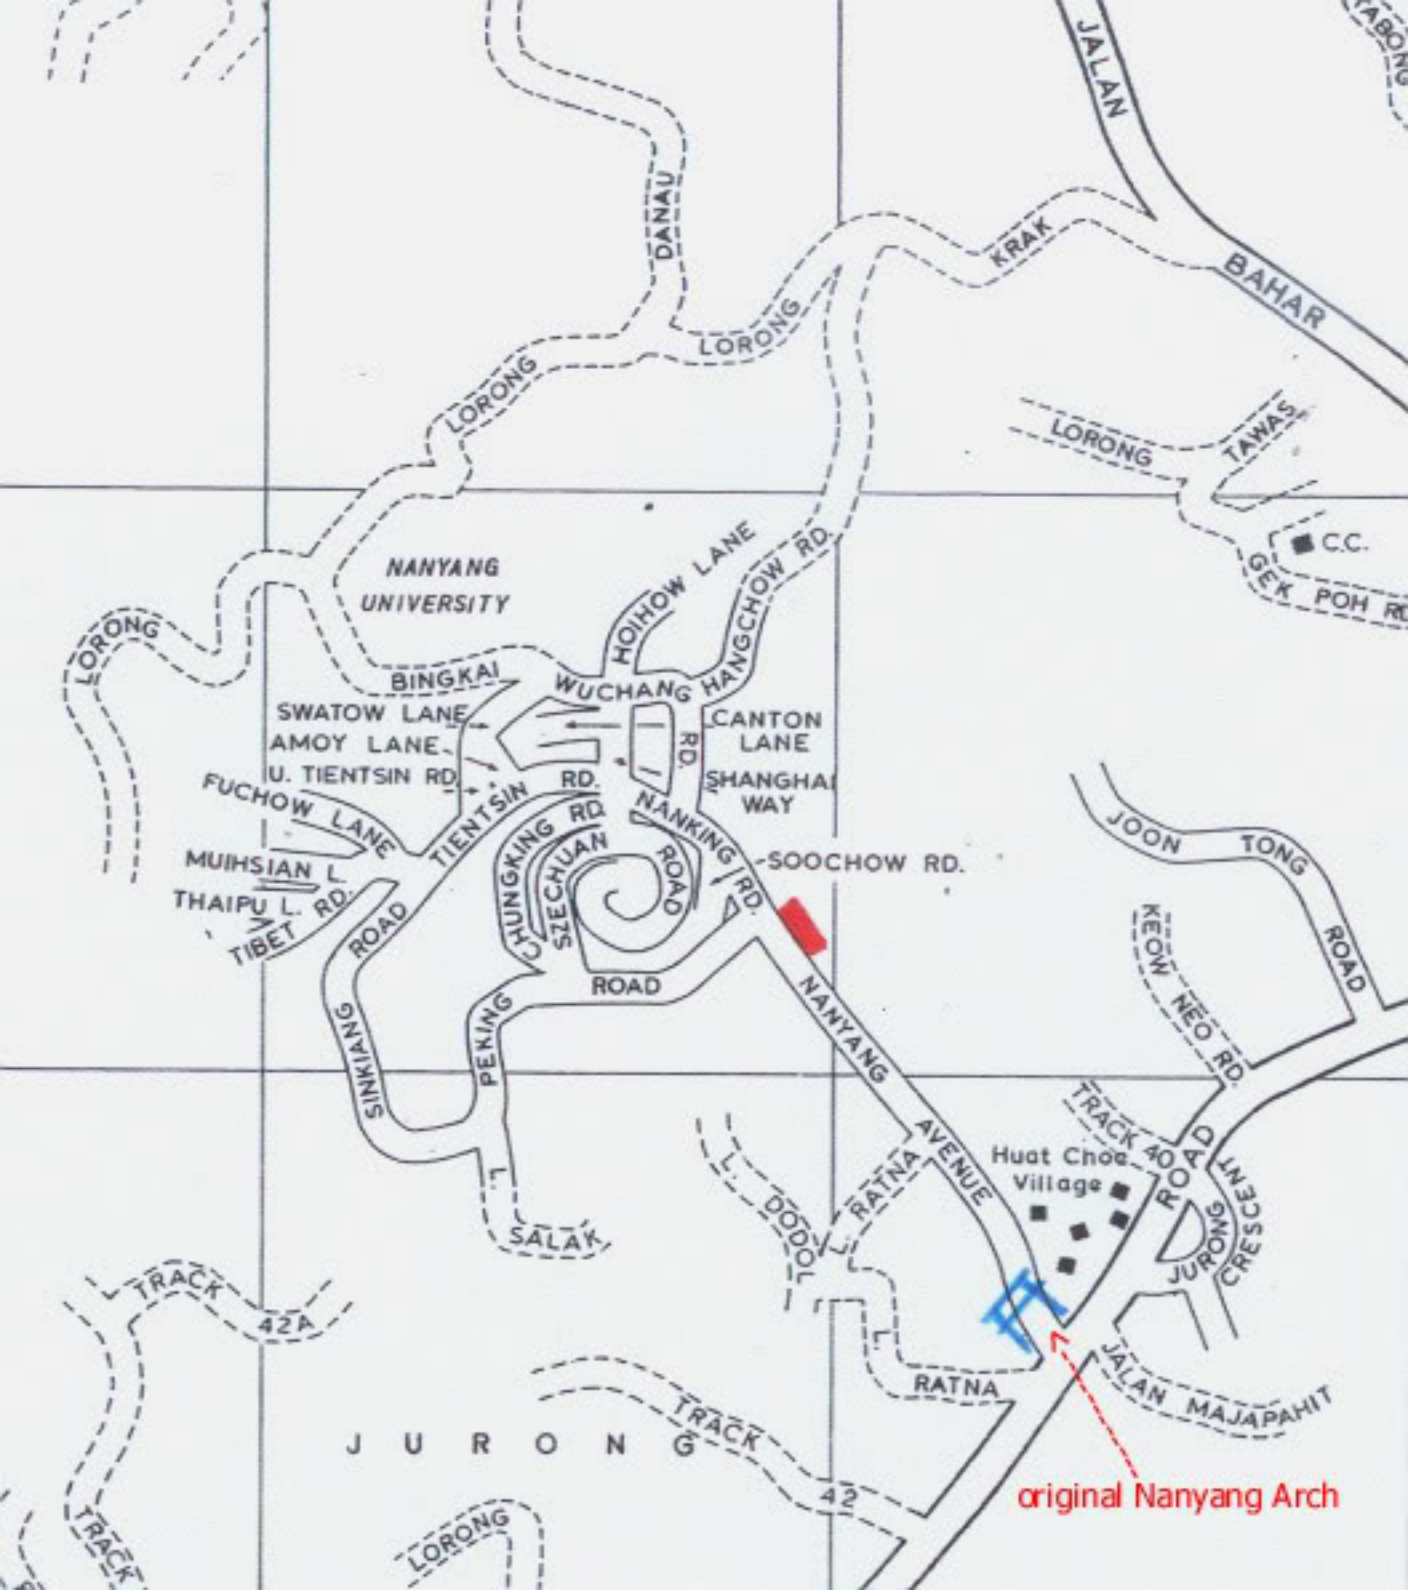 JALAN
TABONG
DANAU
KRAK
BAHAR
LORONG
LORONG
LORONG
TAWAS
C.C.
GEK POH RD
NANYANG
UNIVERSITY
HOIHOW LANE
HANGCHOW RD.
LORONG
BINGKAI
WUCHANG
RD.
SWATOW LANE
AMOY LANE
U. TIENTSIN RD.
CANTON
LANE
SHANGHAI
WAY
FUCHOW LANE
TIENTSIN RD.
MUIHSIAN L.
THAIPU L.
TIBET RD.
CHUNGKING RD.
SZECHUAN
ROAD
NANKING
RD.
SOOCHOW RD.
JOON TONG
ROAD
KEOW NEO RD.
SINKIANG
ROAD
PEKING
ROAD
NANYANG
AVENUE
TRACK 40
Huat Choe
Village
ROAD
JURONG
CRESCENT
CRESCENT
L. DODOL
L. RATNA
L.
SALAK
TRACK
42A
L.
RATNA
JALAN MAJAPAHIT
TRACK
42
JURONG
original Nanyang Arch
LORONG
TRACK